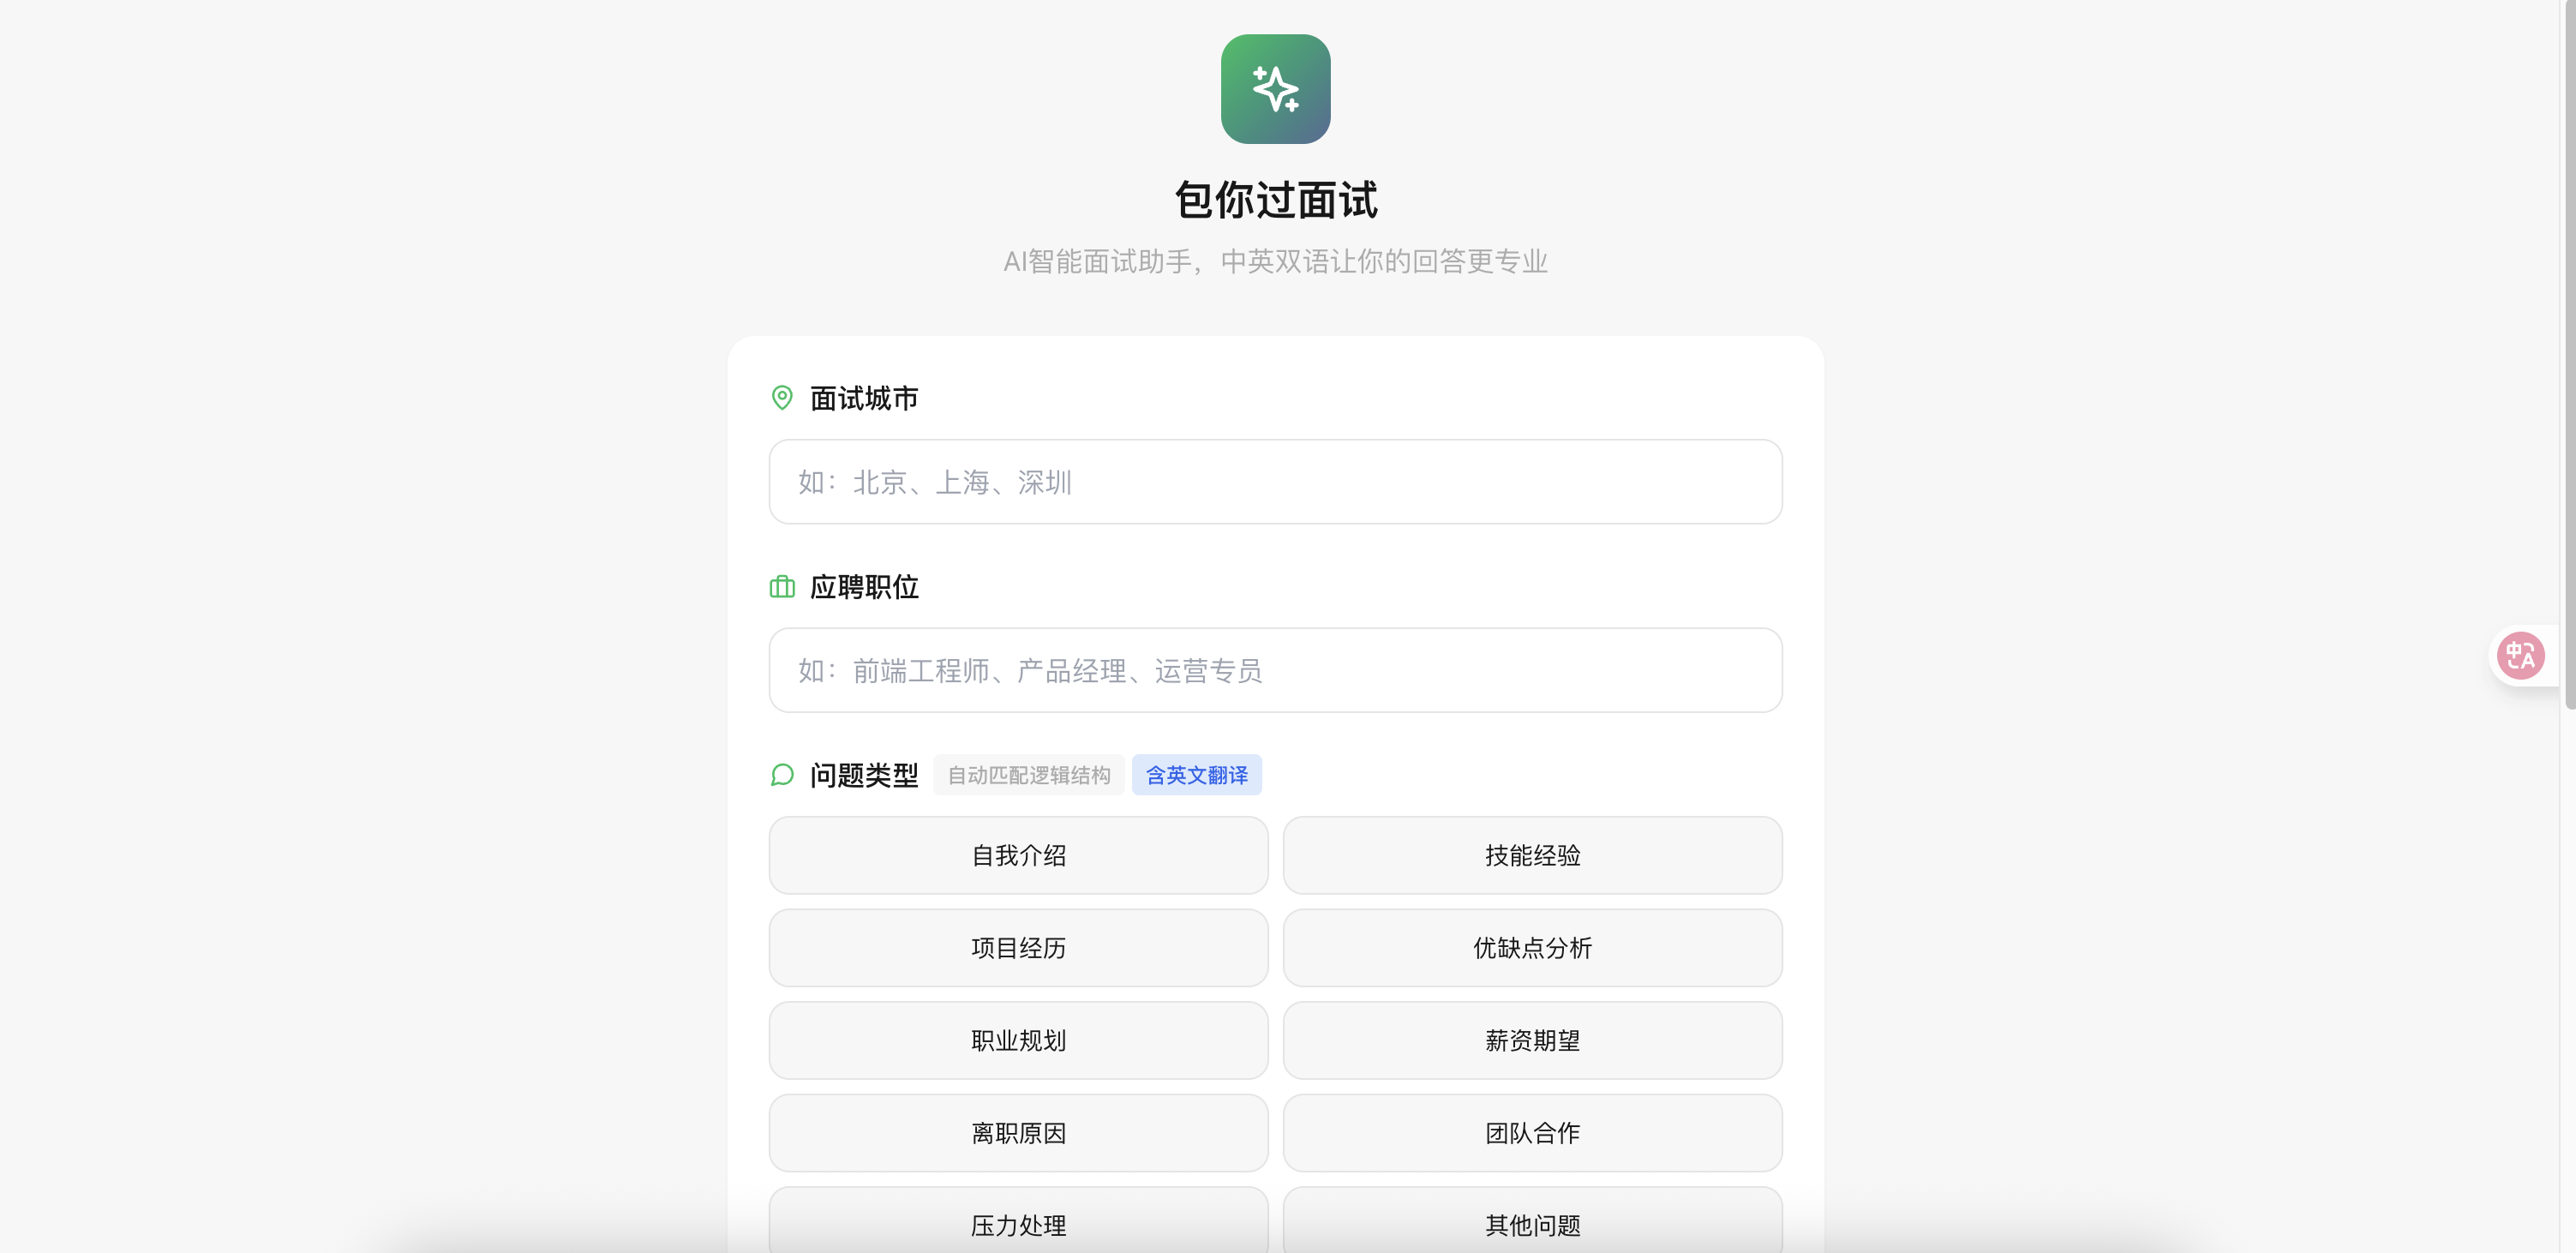 包你过面试
AI智能面试助手，中英双语让你的回答更专业
面试城市
如：北京、上海、深圳
应聘职位
如：前端工程师、产品经理、运营专员
问题类型 自动匹配逻辑结构 含英文翻译
自我介绍 技能经验
项目经历 优缺点分析
职业规划 薪资期望
离职原因 团队合作
压力处理 其他问题
中A